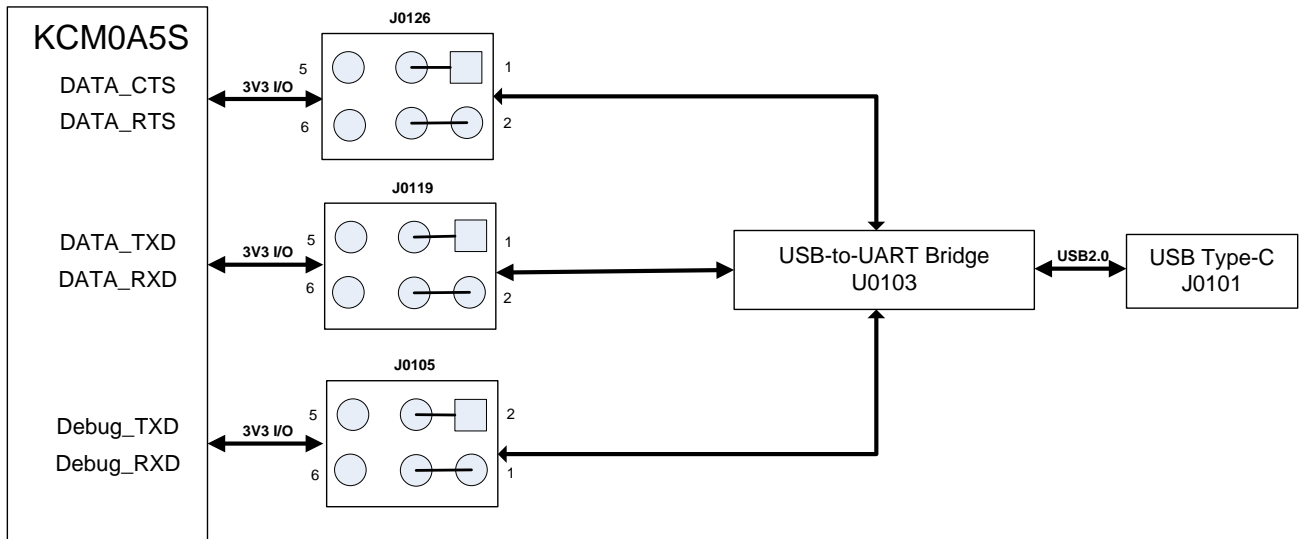 KCM0A5S
DATA_CTS
DATA_RTS
DATA_TXD
DATA_RXD
Debug_TXD
Debug_RXD
3V3 I/O
J0126
5
1
6
2
3V3 I/O
J0119
5
1
6
2
3V3 I/O
J0105
5
2
6
1
USB-to-UART Bridge
U0103
USB2.0
USB Type-C
J0101